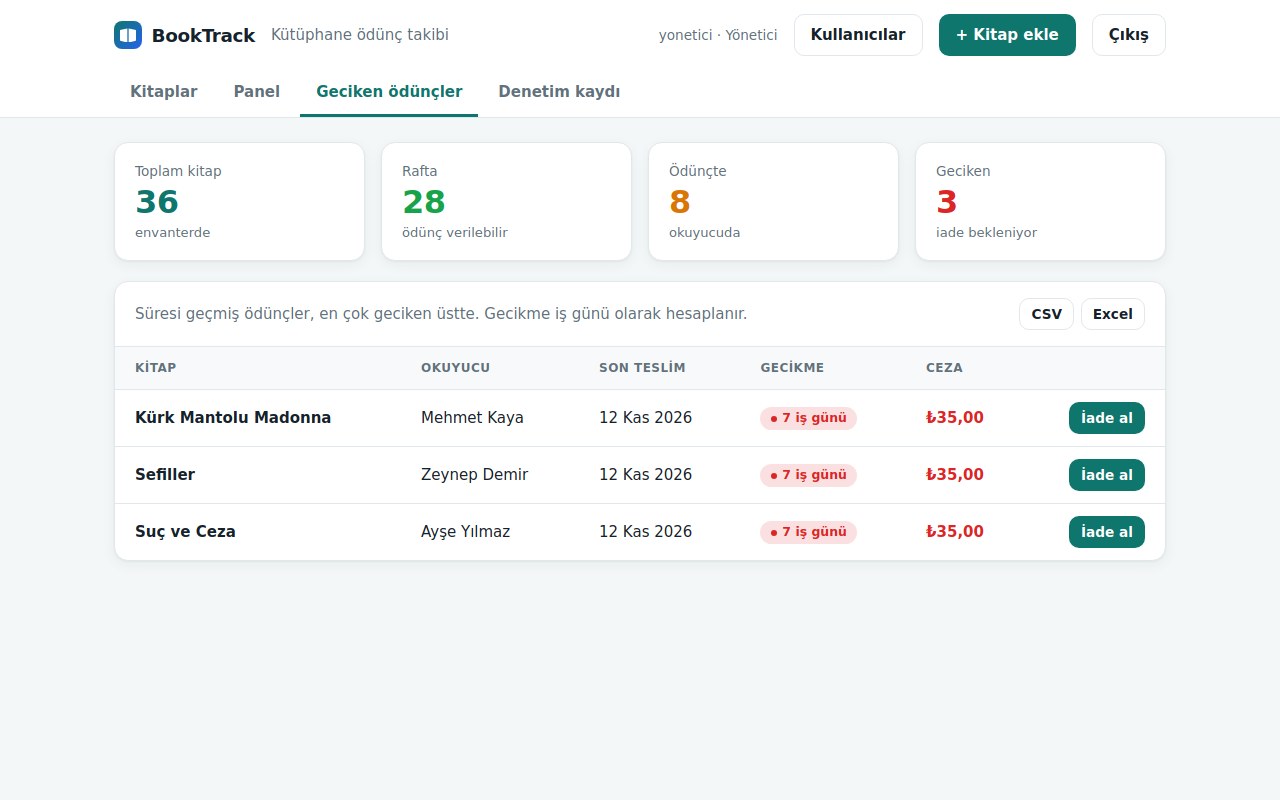 BookTrack Kütüphane ödünç takibi yonetici · Yönetici Kullanıcılar + Kitap ekle Çıkış
Kitaplar Panel Geciken ödünçler Denetim kaydı
Toplam kitap Rafta Ödünçte Geciken
36 28 8 3
envanterde ödünç verilebilir okuyucuda iade bekleniyor
Süresi geçmiş ödünçler, en çok geciken üstte. Gecikme iş günü olarak hesaplanır. CSV Excel
KİTAP OKUYUCU SON TESLİM GECİKME CEZA
Kürk Mantolu Madonna Mehmet Kaya 12 Kas 2026 7 iş günü ₺35,00 İade al
Sefiller Zeynep Demir 12 Kas 2026 7 iş günü ₺35,00 İade al
Suç ve Ceza Ayşe Yılmaz 12 Kas 2026 7 iş günü ₺35,00 İade al